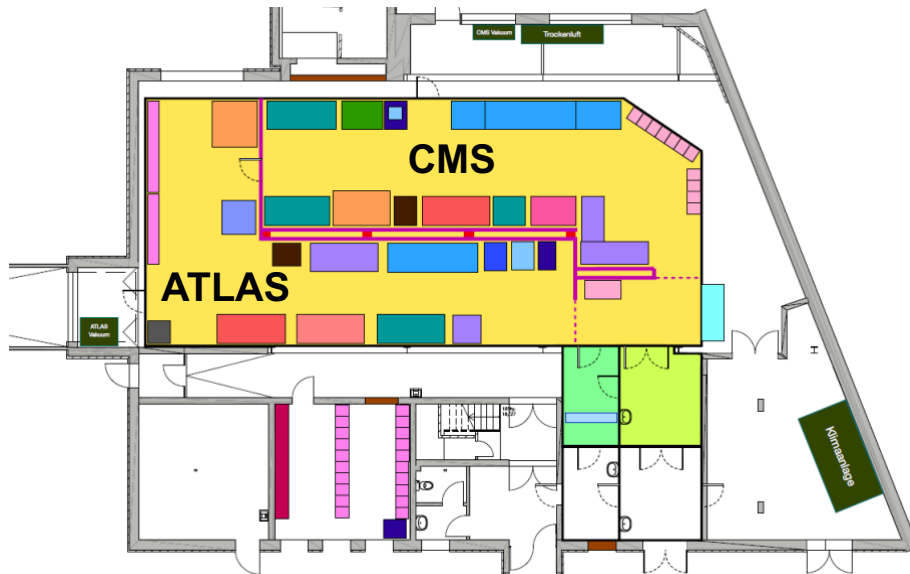 CMS Vakuum
Trockenluft
CMS
ATLAS
ATLAS
Vakuum
Klimaanlage